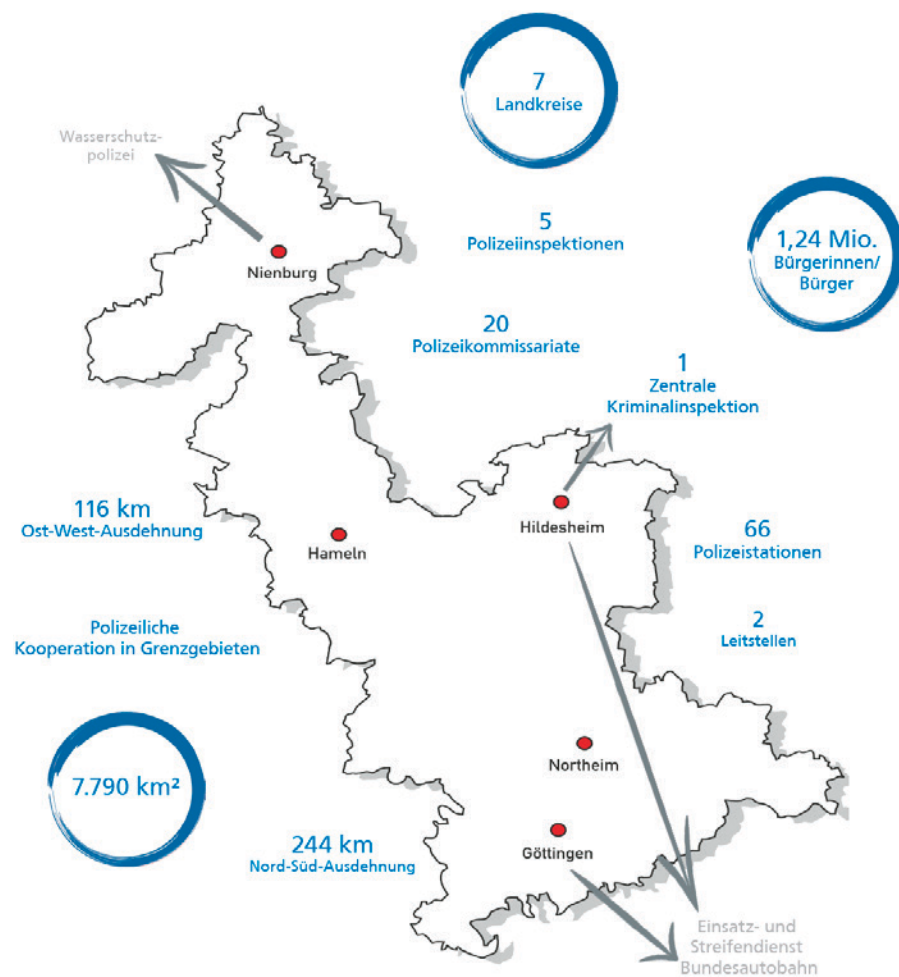 7
Landkreise
Wasserschutz-
polizei
5
Polizeiinspektionen
1,24 Mio.
Bürgerinnen/
Bürger
Nienburg
20
Polizeikommissariate
1
Zentrale
Kriminalinspektion
116 km
Ost-West-Ausdehnung
Hameln
Hildesheim
66
Polizeistationen
Polizeiliche
Kooperation in Grenzgebieten
2
Leitstellen
7.790 km²
Northeim
244 km
Nord-Süd-Ausdehnung
Göttingen
Einsatz- und
Streifendienst
Bundesautobahn